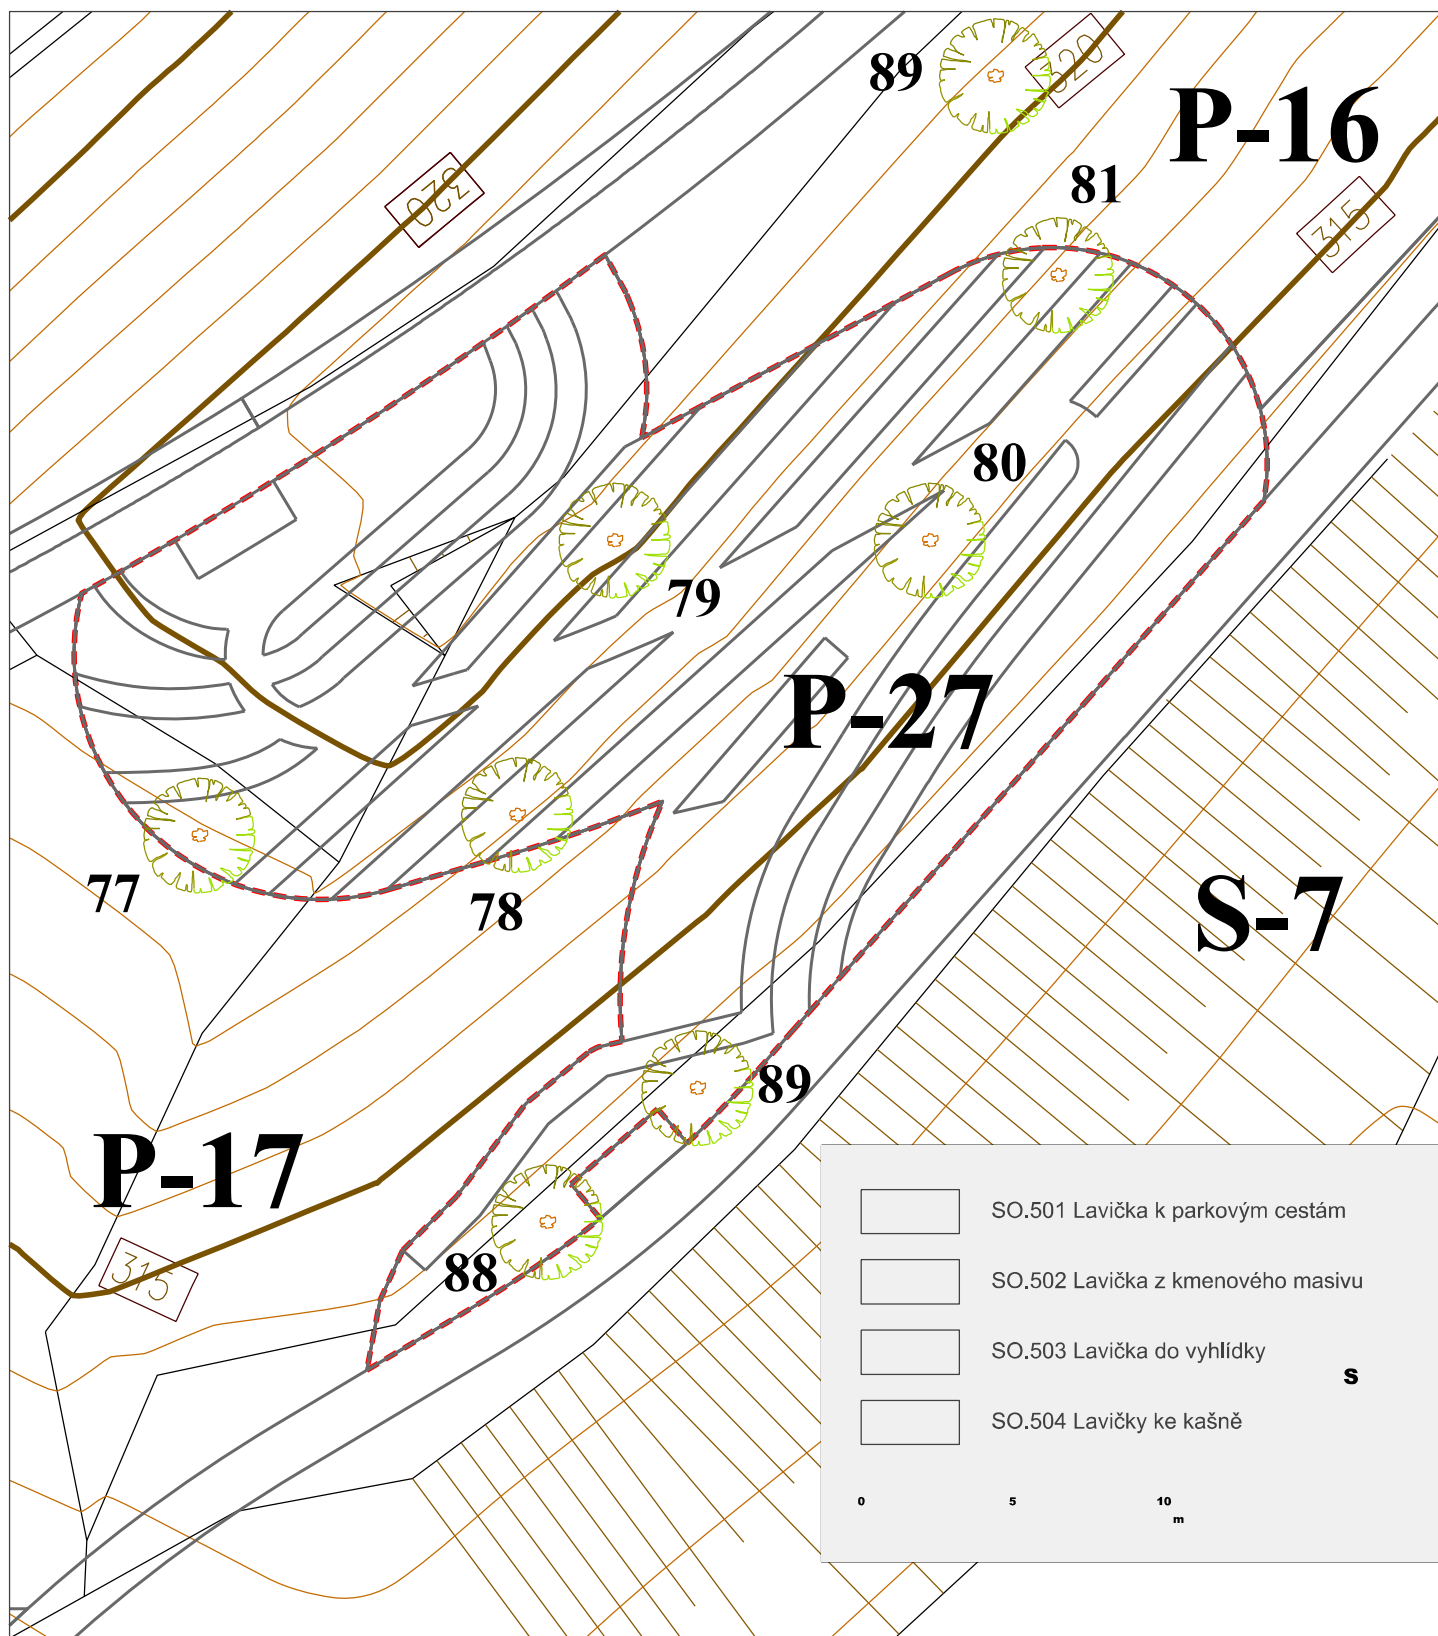 89
320
P-16
81
320
315
80
79
P-27
77
78
S-7
89
P-17
88
315
SO.501 Lavička k parkovým cestám
SO.502 Lavička z kmenového masivu
SO.503 Lavička do vyhlídky
S
SO.504 Lavičky ke kašně
0 5 10
m